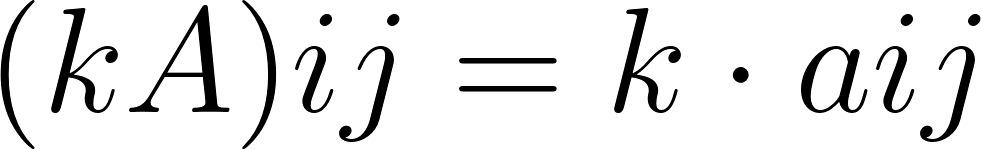 (kA)ij = k · aij